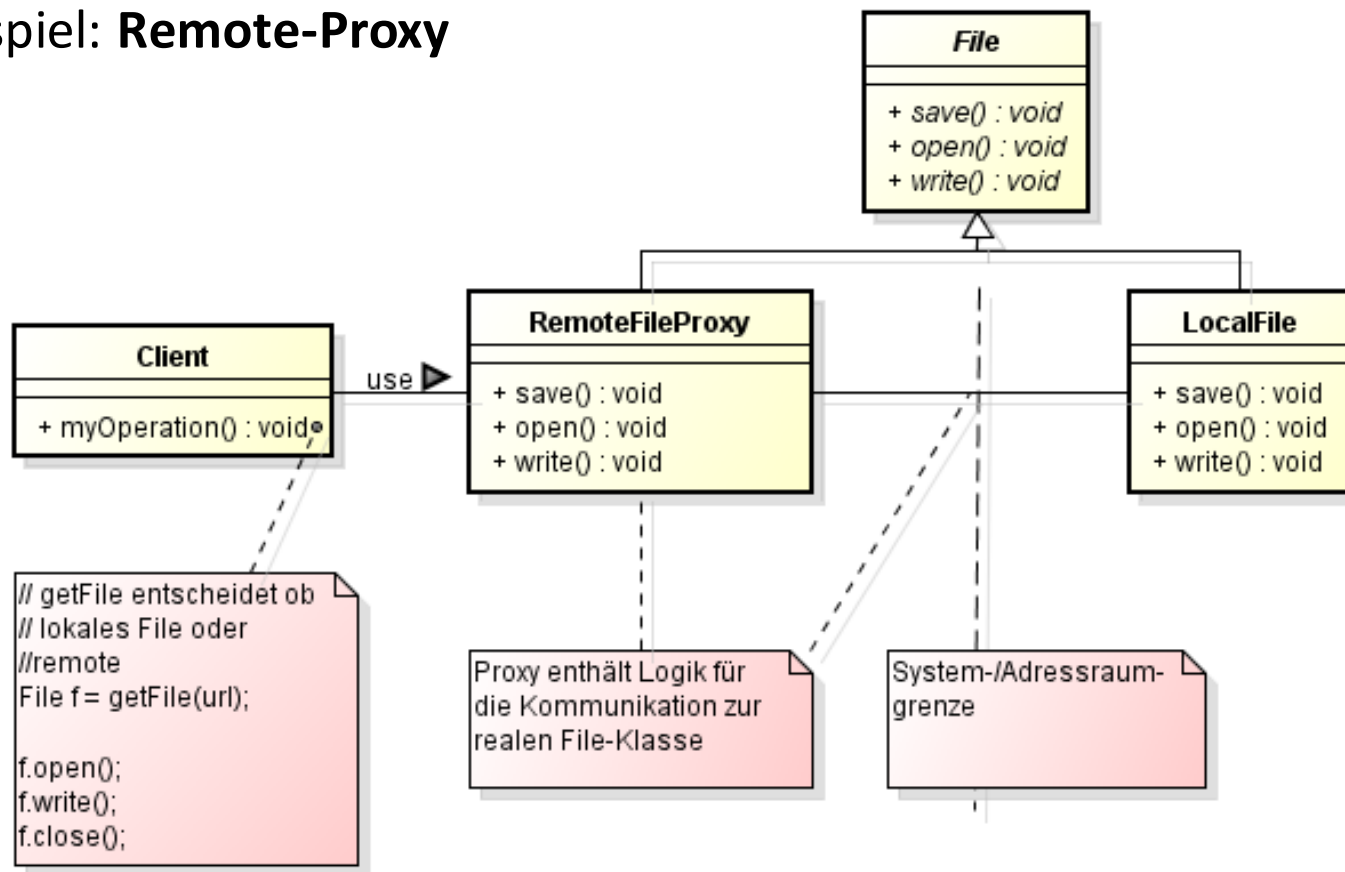 spiel: Remote-Proxy
File
+ save() : void
+ open() : void
+ write() : void
Client
+ myOperation() : void
use
RemoteFileProxy
+ save() : void
+ open() : void
+ write() : void
LocalFile
+ save() : void
+ open() : void
+ write() : void
// getFile entscheidet ob
// lokales File oder
//remote
File f = getFile(url);
f.open();
f.write();
f.close();
Proxy enthält Logik für
die Kommunikation zur
realen File-Klasse
System-/Adressraum-
grenze